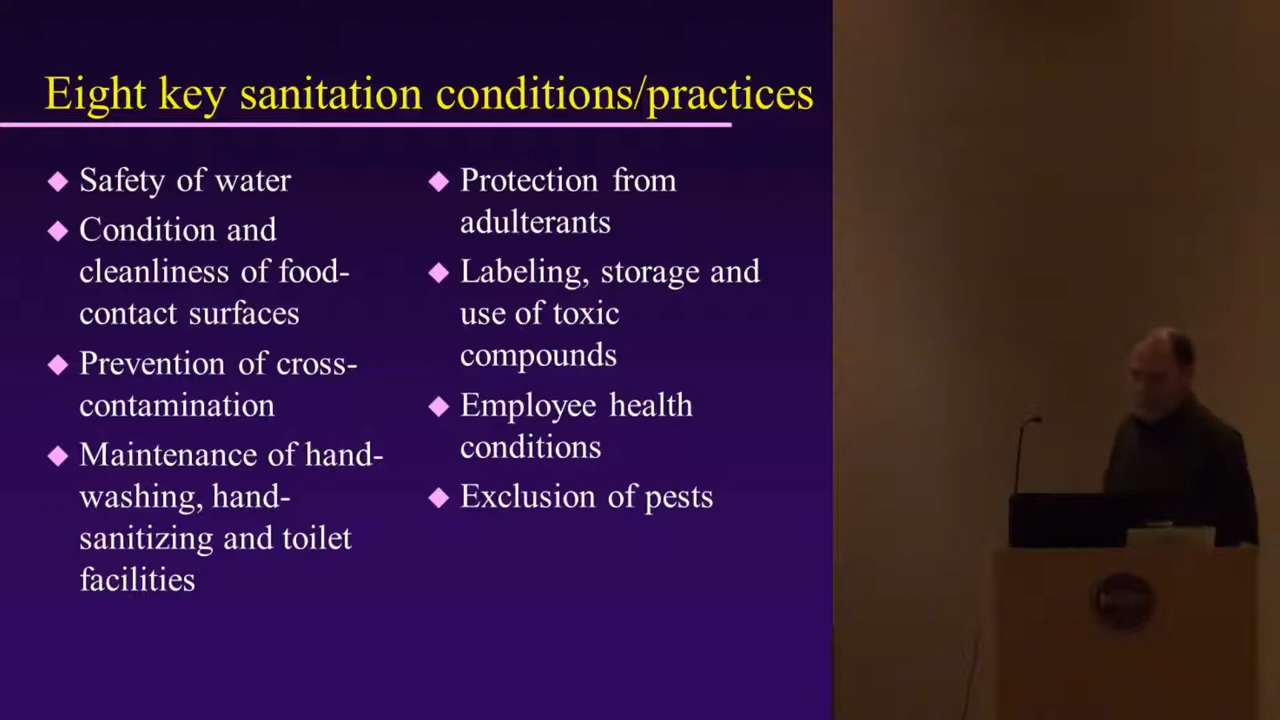 Eight key sanitation conditions/practices
Safety of water
Condition and
cleanliness of food-
contact surfaces
Prevention of cross-
contamination
Maintenance of hand-
washing, hand-
sanitizing and toilet
facilities
Protection from
adulterants
Labeling, storage and
use of toxic
compounds
Employee health
conditions
Exclusion of pests